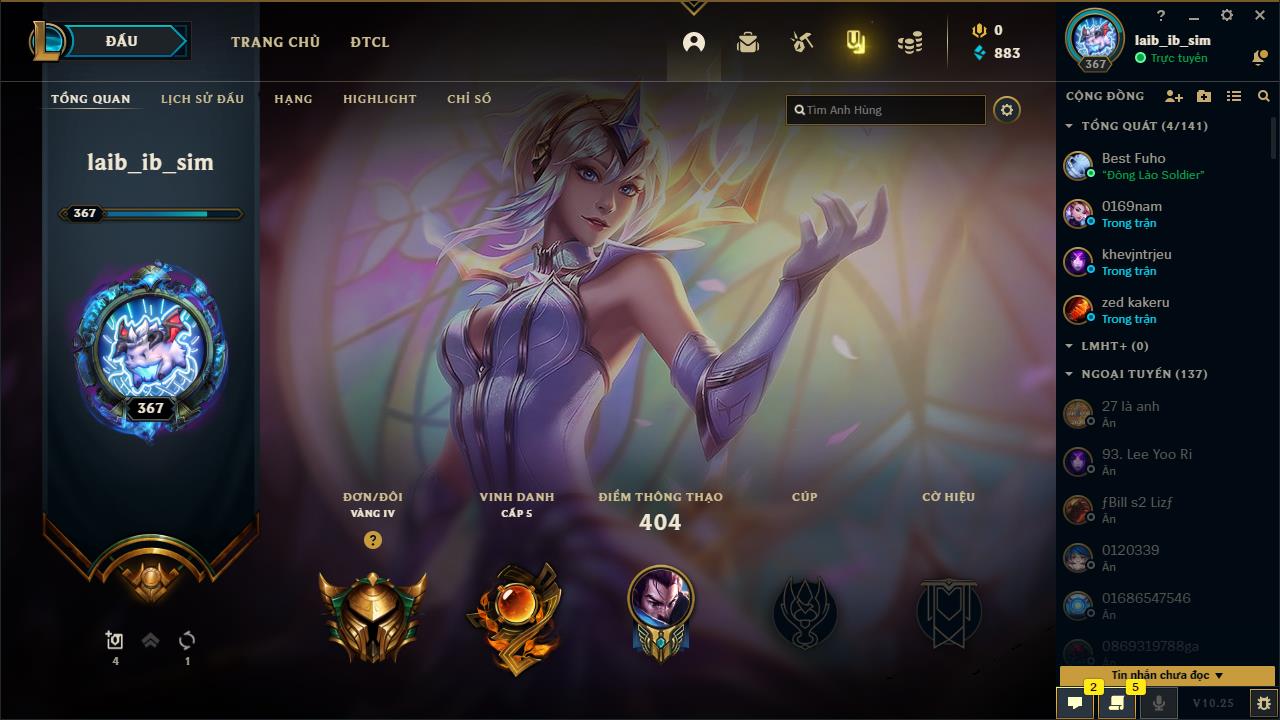 ĐẤU
TRANG CHỦ
ĐTCL
0
883
laib_ib_sim
Trực tuyến
367
TỔNG QUAN
LỊCH SỬ ĐẤU
HẠNG
HIGHLIGHT
CHỈ SỐ
Tìm Anh Hùng
laib_ib_sim
367
367
ĐƠN/ĐÔI
VÀNG IV
?
VINH DANH
CẤP 5
ĐIỂM THÔNG THẠO
404
CÚP
CỜ HIỆU
4
1
CỘNG ĐỒNG
TỔNG QUÁT (4/141)
Best Fuho
"Đông Lào Soldier"
0169nam
Trong trận
khevjntrjeu
Trong trận
zed kakeru
Trong trận
LMHT+ (0)
NGOẠI TUYẾN (137)
27 là anh
Ẩn
93. Lee Yoo Ri
Ẩn
ƒBill s2 Lizƒ
Ẩn
0120339
Ẩn
01686547546
Ẩn
0869319788ga
Ẩn
Tin nhắn chưa đọc
2
5
V10.25